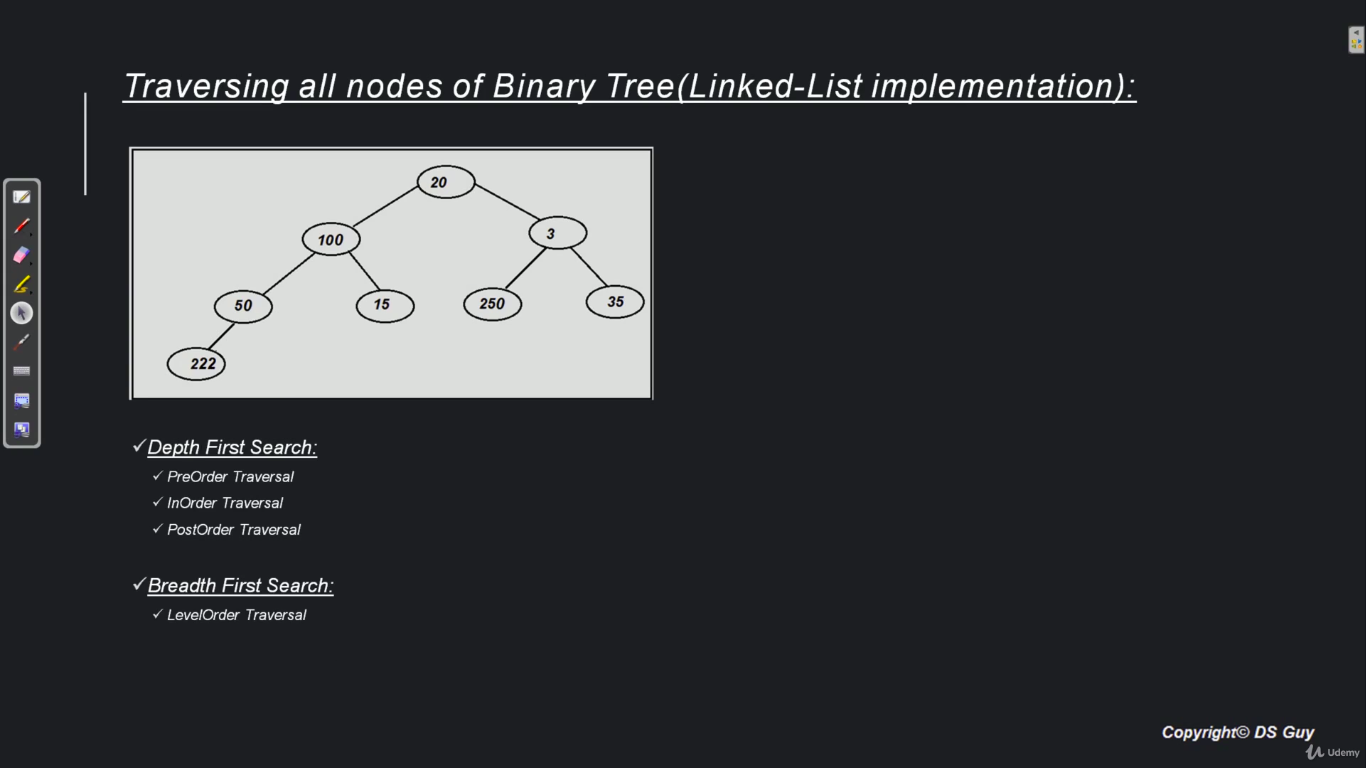 Traversing all nodes of Binary Tree(Linked-List implementation):
20
100
3
50
15
250
35
222
✓Depth First Search:
✓ PreOrder Traversal
✓ InOrder Traversal
✓ PostOrder Traversal
✓Breadth First Search:
✓ LevelOrder Traversal
Copyright© DS Guy
Udemy